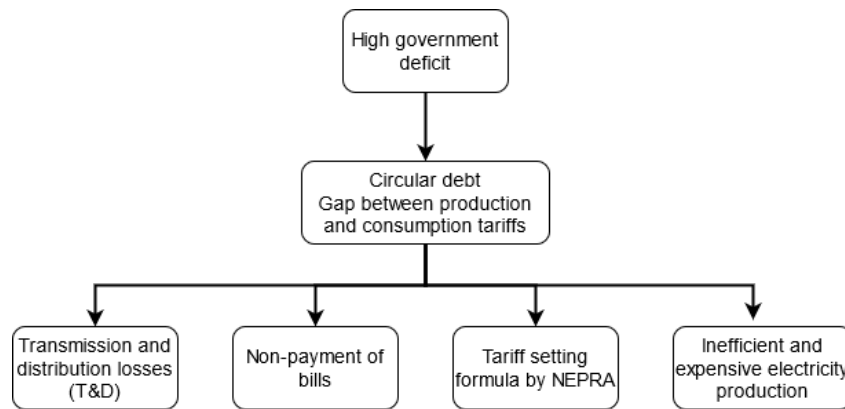 High government
deficit
Circular debt
Gap between production
and consumption tariffs
Transmission and
distribution losses
(T&D)
Non-payment of
bills
Tariff setting
formula by NEPRA
Inefficient and
expensive electricity
production